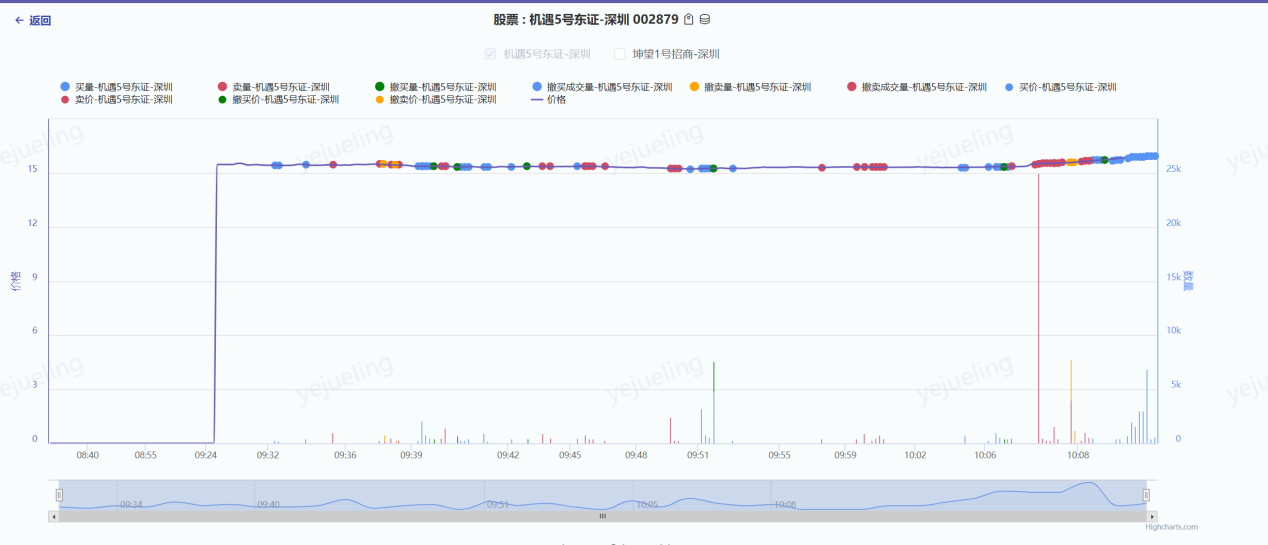 ← 返回
股票 : 机遇5号东证-深圳 002879
机遇5号东证-深圳 坤望1号招商-深圳
买量-机遇5号东证-深圳 卖量-机遇5号东证-深圳 撤买量-机遇5号东证-深圳 撤买成交量-机遇5号东证-深圳 撤卖量-机遇5号东证-深圳 撤卖成交量-机遇5号东证-深圳 买价-机遇5号东证-深圳
卖价-机遇5号东证-深圳 撤买价-机遇5号东证-深圳 撤卖价-机遇5号东证-深圳 价格
yejueling yejueling yejueling yejueling yej
15 25k
12 20k
价格 9 15k 数量
6 10k
yejueling yejueling yejueling yejueling yej
3 5k
0 0
08:40 08:55 09:24 09:32 09:36 09:39 09:42 09:45 09:48 09:51 09:55 09:59 10:02 10:06 10:08
09:34 09:40 09:51 10:05 10:08
Highcharts.com